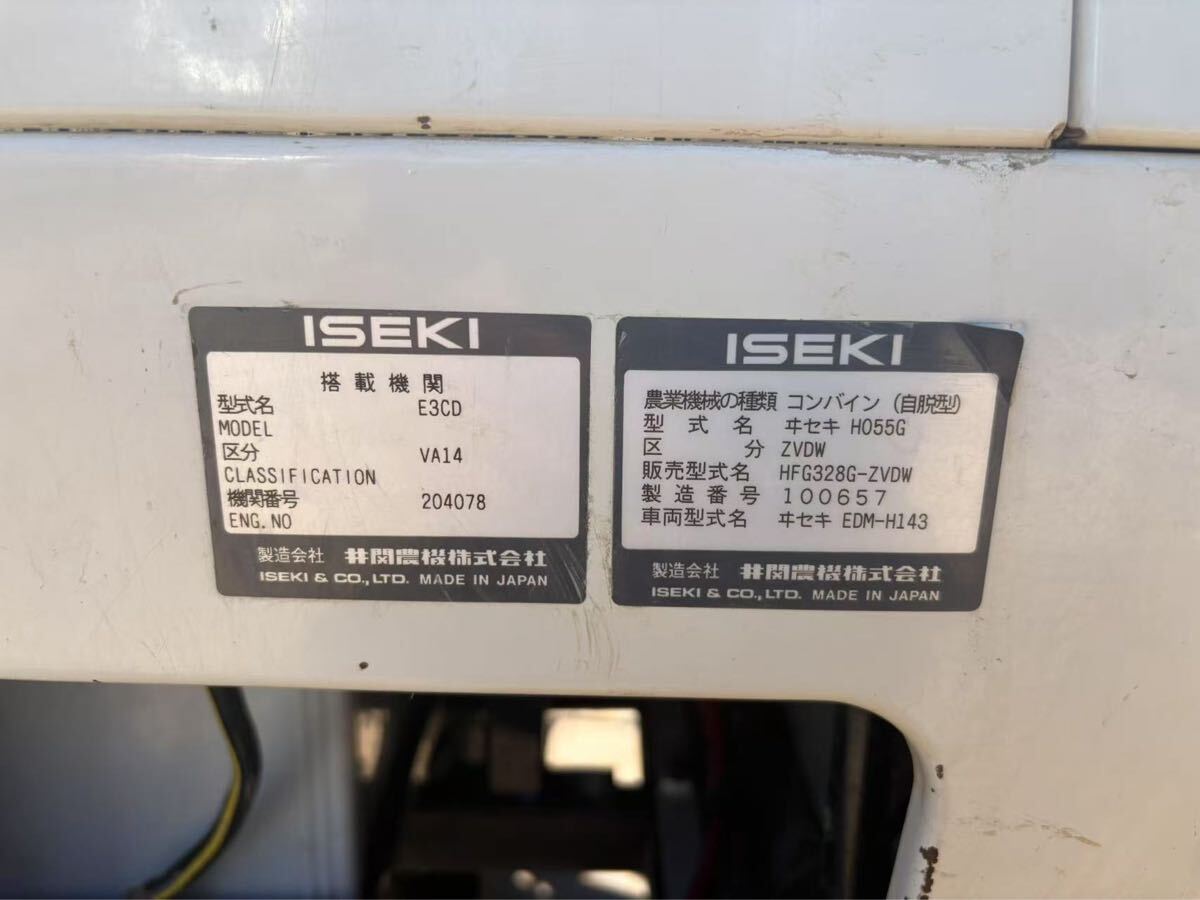 ISEKI
搭載機関
型式名 E3CD
MODEL
区分 VA14
CLASSIFICATION
機関番号 204078
ENG.NO
製造会社 井関農機株式会社
ISEKI & CO.,LTD. MADE IN JAPAN
ISEKI
農業機械の種類 コンバイン (自脱型)
型式名 ヰセキ HO55G
区分 ZVDW
販売型式名 HFG328G-ZVDW
製造番号 100657
車両型式名 ヰセキ EDM-H143
製造会社 井関農機株式会社
ISEKI & CO.,LTD. MADE IN JAPAN